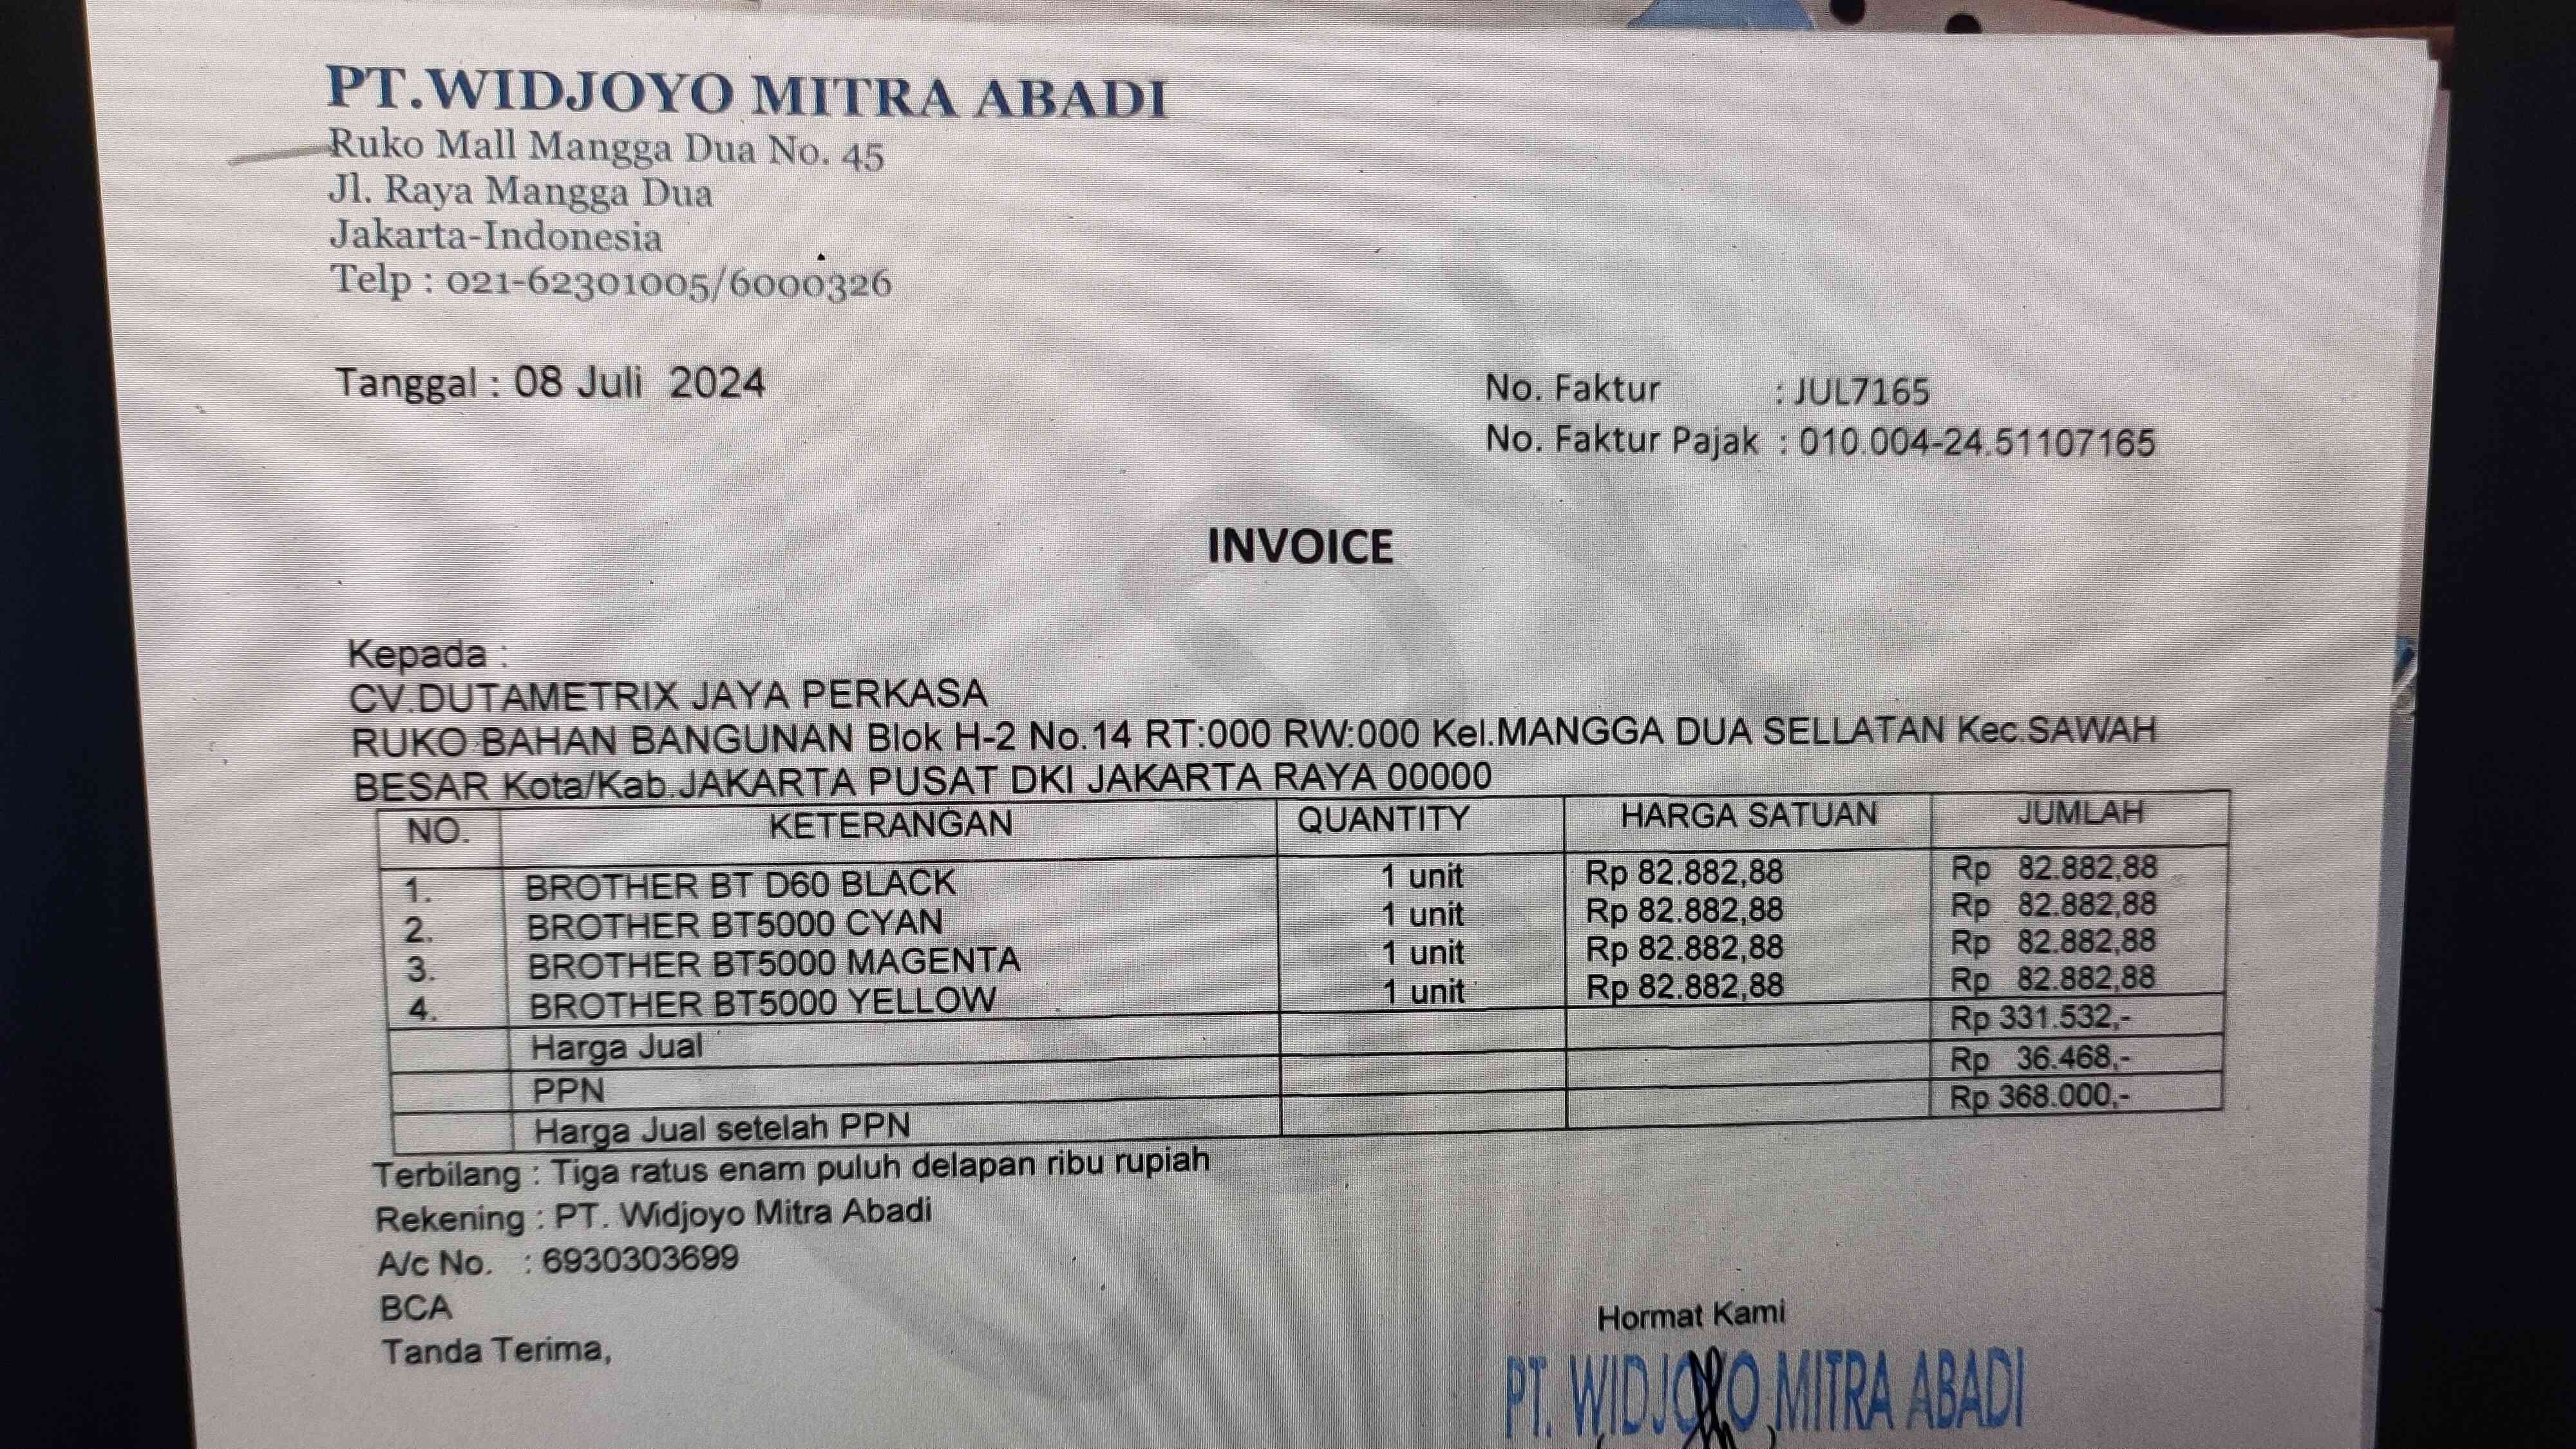 PT.WIDJOYO MITRA ABADI
Ruko Mall Mangga Dua No. 45
Jl. Raya Mangga Dua
Jakarta-Indonesia
Telp : 021-62301005/6000326
Tanggal : 08 Juli 2024
No. Faktur : JUL7165
No. Faktur Pajak : 010.004-24.51107165
COPY
INVOICE
Kepada :
CV.DUTAMETRIX JAYA PERKASA
RUKO BAHAN BANGUNAN Blok H-2 No.14 RT:000 RW:000 Kel.MANGGA DUA SELLATAN Kec.SAWAH
BESAR Kota/Kab.JAKARTA PUSAT DKI JAKARTA RAYA 00000
NO. KETERANGAN QUANTITY HARGA SATUAN JUMLAH
1. BROTHER BT D60 BLACK 1 unit Rp 82.882,88 Rp 82.882,88
2. BROTHER BT5000 CYAN 1 unit Rp 82.882,88 Rp 82.882,88
3. BROTHER BT5000 MAGENTA 1 unit Rp 82.882,88 Rp 82.882,88
4. BROTHER BT5000 YELLOW 1 unit Rp 82.882,88 Rp 82.882,88
Harga Jual Rp 331.532,-
PPN Rp 36.468,-
Harga Jual setelah PPN Rp 368.000,-
Terbilang : Tiga ratus enam puluh delapan ribu rupiah
Rekening : PT. Widjoyo Mitra Abadi
A/c No. : 6930303699
BCA
Tanda Terima,
Hormat Kami
PT. WIDJOYO MITRA ABADI